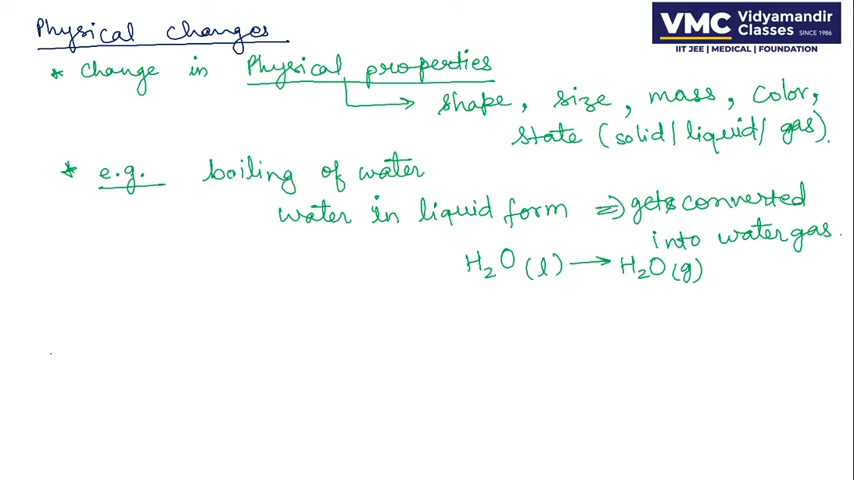 Physical changes
VMC Vidyamandir Classes SINCE 1986
IIT JEE | MEDICAL | FOUNDATION
* change in Physical properties
shape, size, mass, color,
state (solid/liquid/gas).
* e.g. boiling of water
water in liquid form ⇒ gets converted
into water gas.
H₂O (l) → H₂O (g)